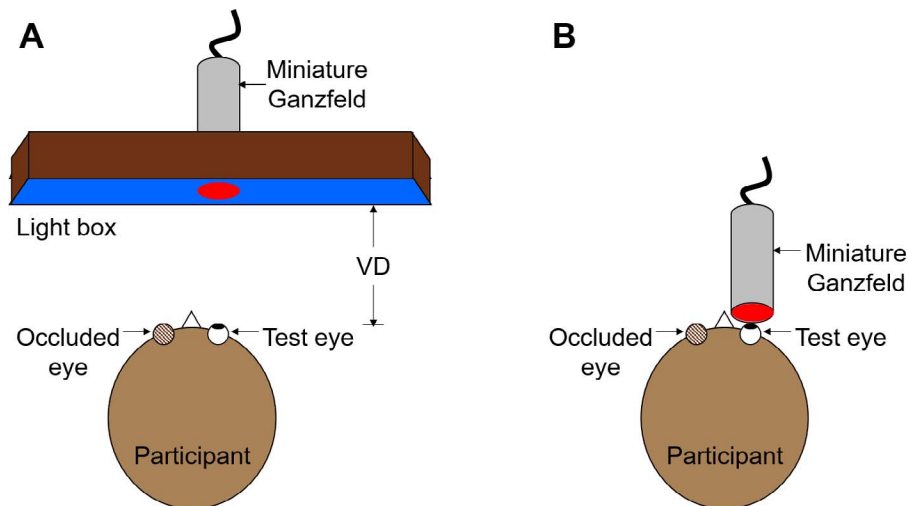 A
Miniature
Ganzfeld
Light box
VD
Occluded
eye
Test eye
Participant
B
Miniature
Ganzfeld
Occluded
eye
Test eye
Participant